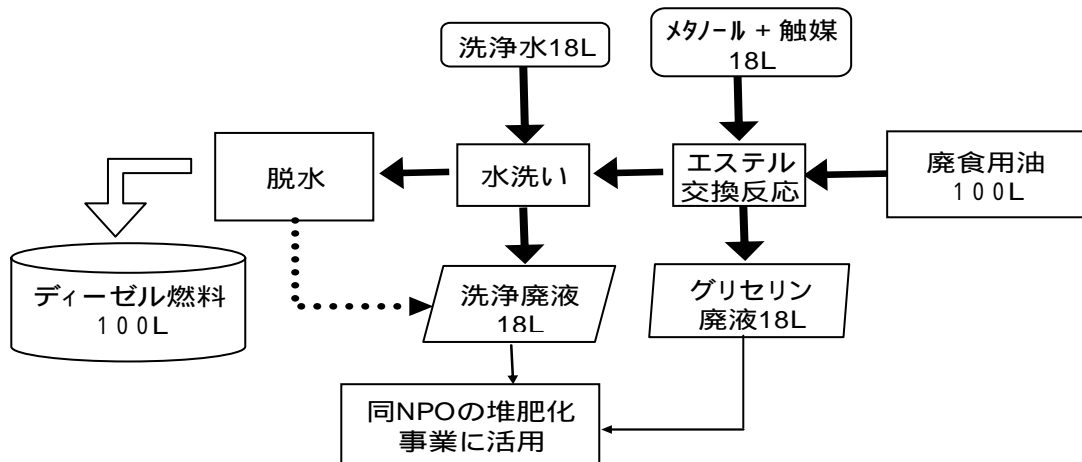 洗浄水18L
メタノール + 触媒
18L
脱水
水洗い
エステル
交換反応
廃食用油
１００L
ディーゼル燃料
１００L
洗浄廃液
18L
グリセリン
廃液18L
同NPOの堆肥化
事業に活用